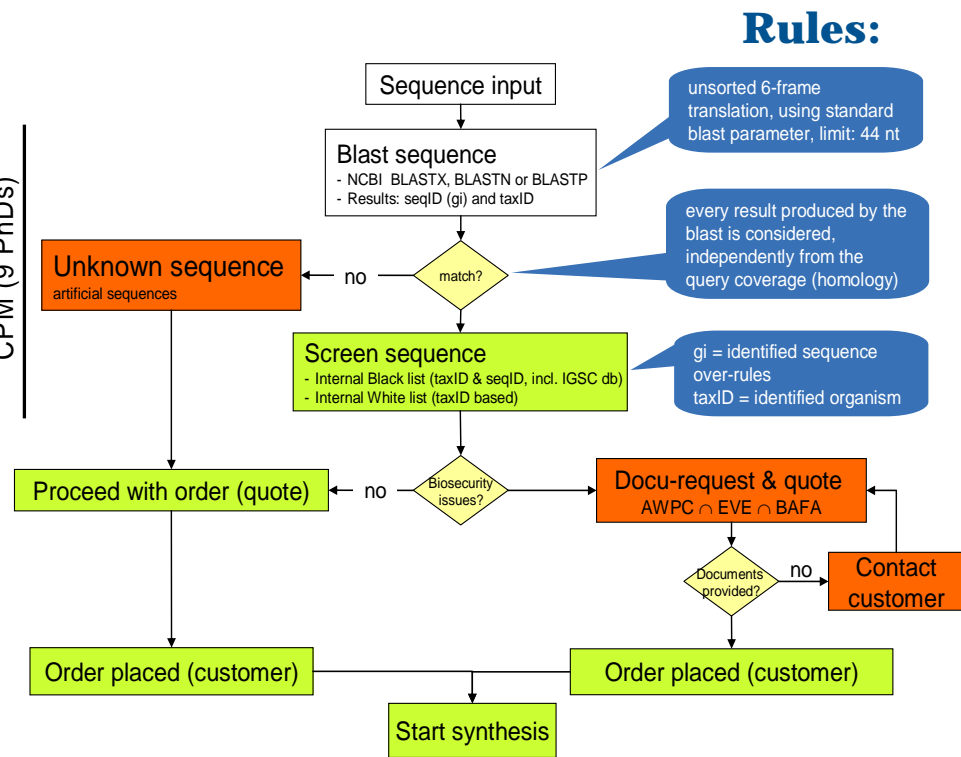 Rules:
Sequence input
unsorted 6-frame
translation, using standard
blast parameter, limit: 44 nt
Blast sequence
- NCBI BLASTX, BLASTN or BLASTP
- Results: seqID (gi) and taxID
every result produced by the
blast is considered,
independently from the
query coverage (homology)
CPM (9 PhDs)
Unknown sequence
artificial sequences
no
match?
Screen sequence
- Internal Black list (taxID & seqID, incl. IGSC db)
- Internal White list (taxID based)
gi = identified sequence
over-rules
taxID = identified organism
Proceed with order (quote)
no
Biosecurity
issues?
Docu-request & quote
AWPC ∩ EVE ∩ BAFA
Documents
provided?
no
Contact
customer
Order placed (customer)
Order placed (customer)
Start synthesis